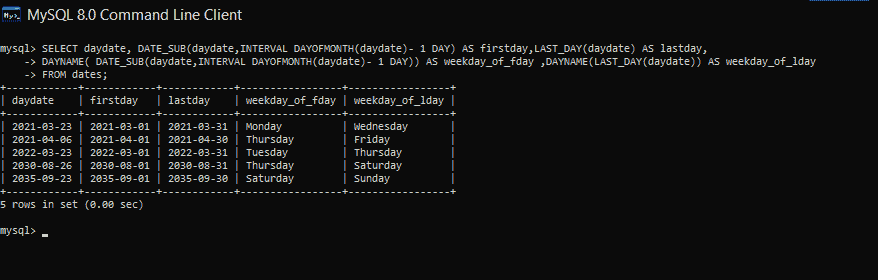 MySQL 8.0 Command Line Client
mysql> SELECT daydate, DATE_SUB(daydate,INTERVAL DAYOFMONTH(daydate)- 1 DAY) AS firstday,LAST_DAY(daydate) AS lastday,
    -> DAYNAME( DATE_SUB(daydate,INTERVAL DAYOFMONTH(daydate)- 1 DAY)) AS weekday_of_fday ,DAYNAME(LAST_DAY(daydate)) AS weekday_of_lday
    -> FROM dates;
+------------+------------+------------+-----------------+-----------------+
| daydate    | firstday   | lastday    | weekday_of_fday | weekday_of_lday |
+------------+------------+------------+-----------------+-----------------+
| 2021-03-23 | 2021-03-01 | 2021-03-31 | Monday          | Wednesday       |
| 2021-04-06 | 2021-04-01 | 2021-04-30 | Thursday        | Friday          |
| 2022-03-23 | 2022-03-01 | 2022-03-31 | Tuesday         | Thursday        |
| 2030-08-26 | 2030-08-01 | 2030-08-31 | Thursday        | Saturday        |
| 2035-09-23 | 2035-09-01 | 2035-09-30 | Saturday        | Sunday          |
+------------+------------+------------+-----------------+-----------------+
5 rows in set (0.00 sec)
mysql> _